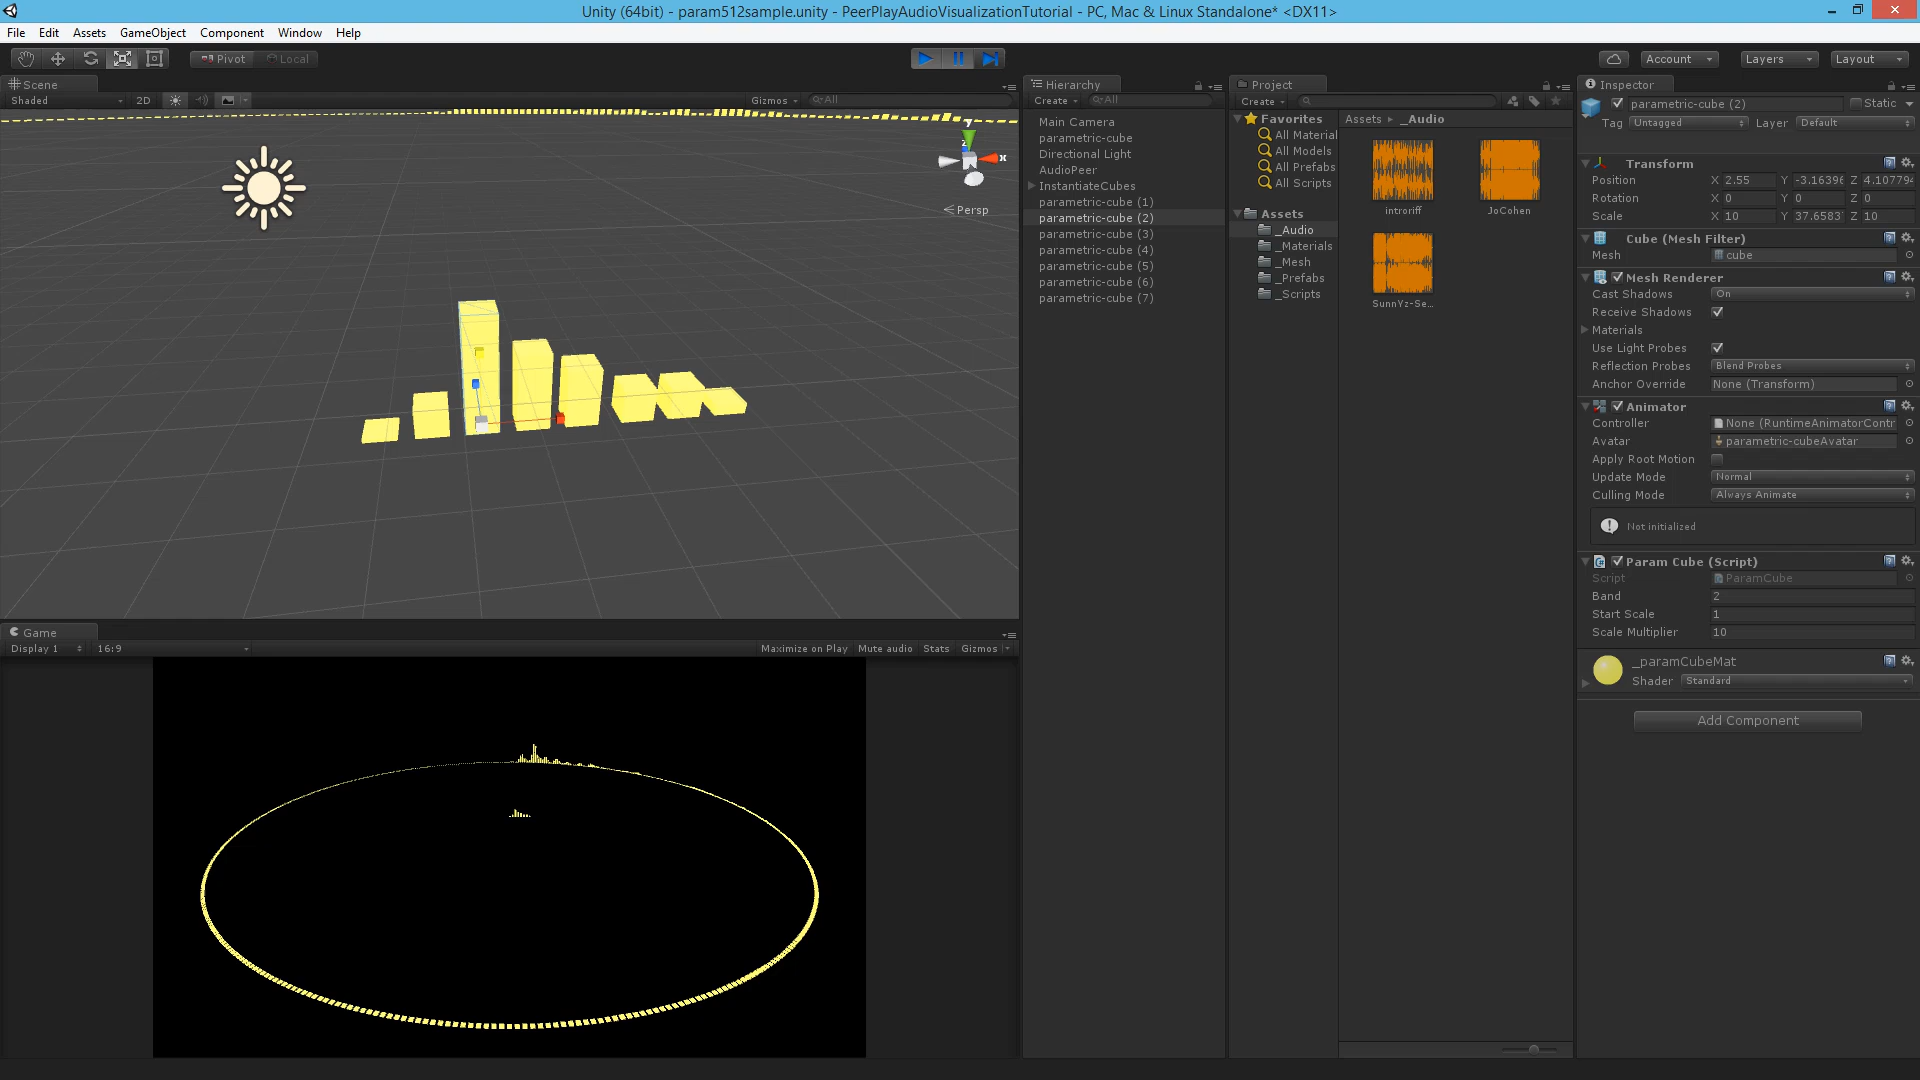 Unity (64bit) - param512sample.unity - PeerPlayAudioVisualizationTutorial - PC, Mac & Linux Standalone* <DX11>
File Edit Assets GameObject Component Window Help
Pivot Local Account Layers Layout
Scene
Shaded 2D Gizmos All
y
z
x
Persp
Game
Display 1 16:9 Maximize on Play Mute audio Stats Gizmos
Hierarchy
Create All
Main Camera
parametric-cube
Directional Light
AudioPeer
InstantiateCubes
parametric-cube (1)
parametric-cube (2)
parametric-cube (3)
parametric-cube (4)
parametric-cube (5)
parametric-cube (6)
parametric-cube (7)
Project
Create
Favorites
All Material
All Models
All Prefabs
All Scripts
Assets
_Audio
_Materials
_Mesh
_Prefabs
_Scripts
Assets _Audio
introriff
JoCohen
SunnYz-Se...
Inspector
parametric-cube (2) Static
Tag Untagged Layer Default
Transform
Position X 2.55 Y -3.16396 Z 4.107794
Rotation X 0 Y 0 Z 0
Scale X 10 Y 37.6583 Z 10
Cube (Mesh Filter)
Mesh cube
Mesh Renderer
Cast Shadows On
Receive Shadows
Materials
Use Light Probes
Reflection Probes Blend Probes
Anchor Override None (Transform)
Animator
Controller None (RuntimeAnimatorContr
Avatar parametric-cubeAvatar
Apply Root Motion
Update Mode Normal
Culling Mode Always Animate
Not initialized
Param Cube (Script)
Script ParamCube
Band 2
Start Scale 1
Scale Multiplier 10
_paramCubeMat
Shader Standard
Add Component